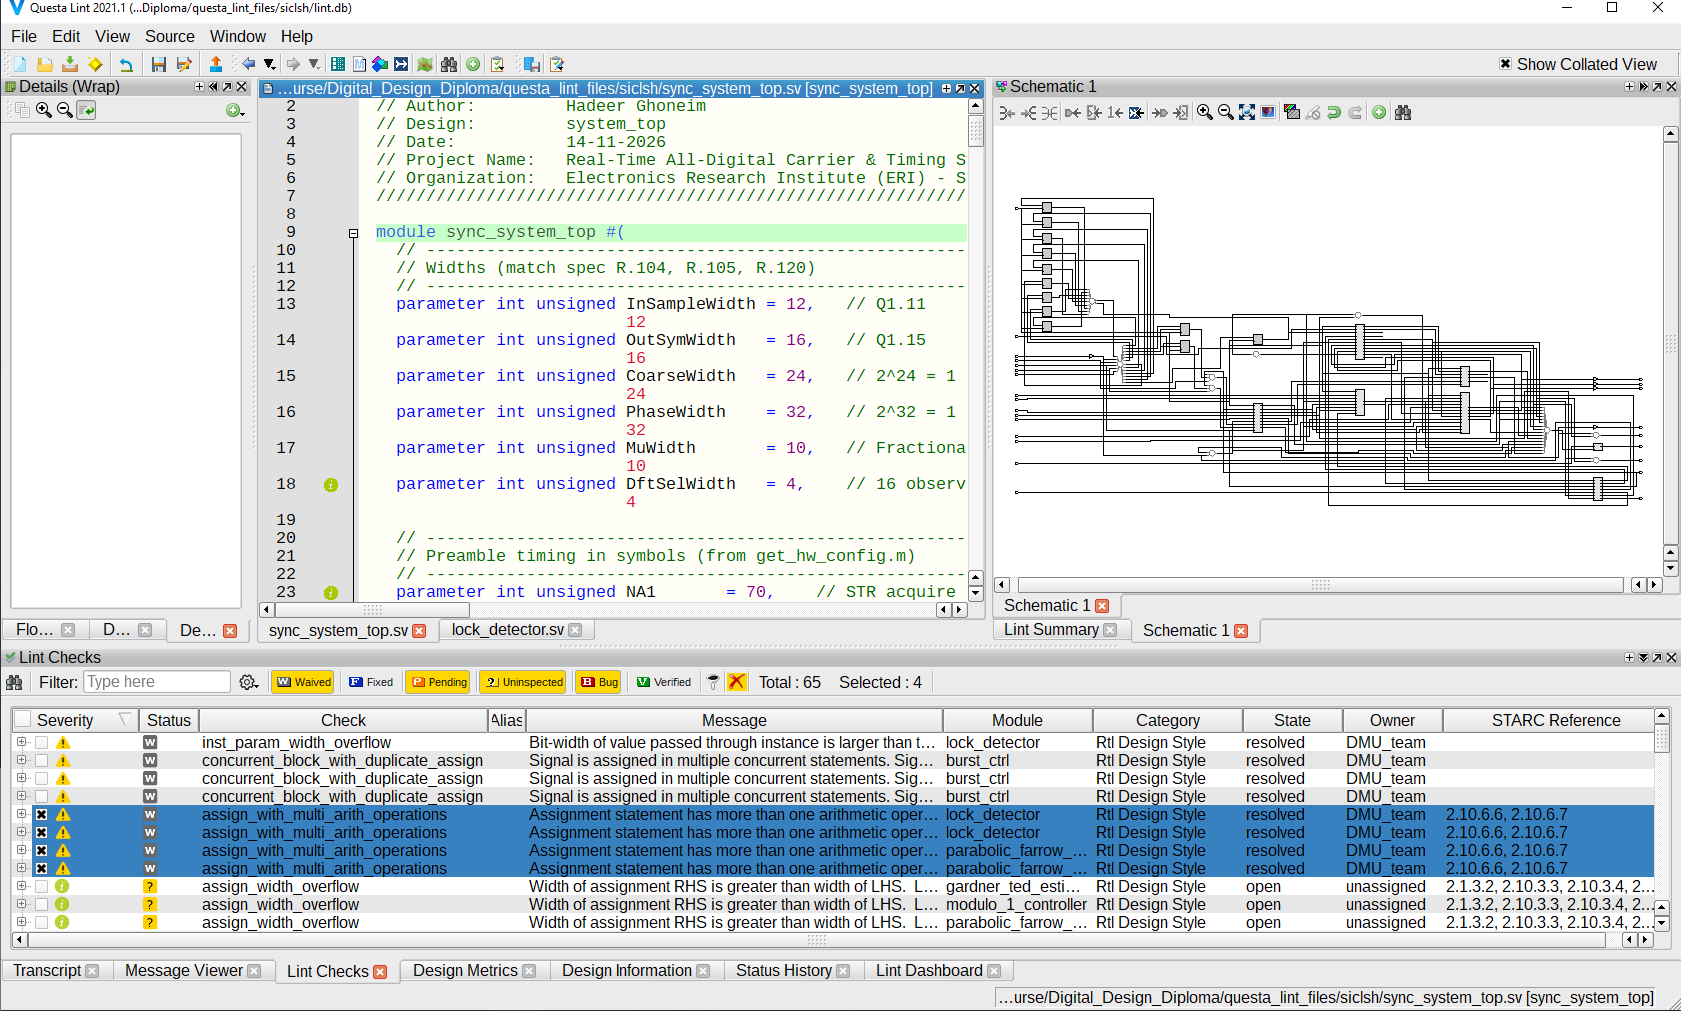 Questa Lint 2021.1 (...Diploma/questa_lint_files/siclsh/lint.db)
File Edit View Source Window Help
Show Collated View
Details (Wrap)
...urse/Digital_Design_Diploma/questa_lint_files/siclsh/sync_system_top.sv [sync_system_top]
2 // Author: Hadeer Ghoneim
3 // Design: system_top
4 // Date: 14-11-2026
5 // Project Name: Real-Time All-Digital Carrier & Timing S
6 // Organization: Electronics Research Institute (ERI) - S
7 ///////////////////////////////////////////////////////////
8
9 module sync_system_top #(
10 // ------------------------------------------------------
11 // Widths (match spec R.104, R.105, R.120)
12 // ------------------------------------------------------
13 parameter int unsigned InSampleWidth = 12, // Q1.11
12
14 parameter int unsigned OutSymWidth = 16, // Q1.15
16
15 parameter int unsigned CoarseWidth = 24, // 2^24 = 1
24
16 parameter int unsigned PhaseWidth = 32, // 2^32 = 1
32
17 parameter int unsigned MuWidth = 10, // Fractiona
10
18 parameter int unsigned DftSelWidth = 4, // 16 observ
4
19
20 // ------------------------------------------------------
21 // Preamble timing in symbols (from get_hw_config.m)
22 // ------------------------------------------------------
23 parameter int unsigned NA1 = 70, // STR acquire
Schematic 1
Schematic 1
Flo... D... De...
sync_system_top.sv lock_detector.sv
Lint Summary Schematic 1
Lint Checks
Filter: Type here W Waived F Fixed P Pending ? Uninspected B Bug V Verified Total : 65 Selected : 4
Severity Status Check Alias Message Module Category State Owner STARC Reference
W inst_param_width_overflow Bit-width of value passed through instance is larger than t... lock_detector Rtl Design Style resolved DMU_team
W concurrent_block_with_duplicate_assign Signal is assigned in multiple concurrent statements. Sig... burst_ctrl Rtl Design Style resolved DMU_team
W concurrent_block_with_duplicate_assign Signal is assigned in multiple concurrent statements. Sig... burst_ctrl Rtl Design Style resolved DMU_team
W concurrent_block_with_duplicate_assign Signal is assigned in multiple concurrent statements. Sig... burst_ctrl Rtl Design Style resolved DMU_team
W assign_with_multi_arith_operations Assignment statement has more than one arithmetic oper... lock_detector Rtl Design Style resolved DMU_team 2.10.6.6, 2.10.6.7
W assign_with_multi_arith_operations Assignment statement has more than one arithmetic oper... lock_detector Rtl Design Style resolved DMU_team 2.10.6.6, 2.10.6.7
W assign_with_multi_arith_operations Assignment statement has more than one arithmetic oper... parabolic_farrow_... Rtl Design Style resolved DMU_team 2.10.6.6, 2.10.6.7
W assign_with_multi_arith_operations Assignment statement has more than one arithmetic oper... parabolic_farrow_... Rtl Design Style resolved DMU_team 2.10.6.6, 2.10.6.7
? assign_width_overflow Width of assignment RHS is greater than width of LHS. L... gardner_ted_esti... Rtl Design Style open unassigned 2.1.3.2, 2.10.3.3, 2.10.3.4, 2...
? assign_width_overflow Width of assignment RHS is greater than width of LHS. L... modulo_1_controller Rtl Design Style open unassigned 2.1.3.2, 2.10.3.3, 2.10.3.4, 2...
? assign_width_overflow Width of assignment RHS is greater than width of LHS. L... parabolic_farrow_... Rtl Design Style open unassigned 2.1.3.2, 2.10.3.3, 2.10.3.4, 2...
Transcript Message Viewer Lint Checks Design Metrics Design Information Status History Lint Dashboard
...urse/Digital_Design_Diploma/questa_lint_files/siclsh/sync_system_top.sv [sync_system_top]